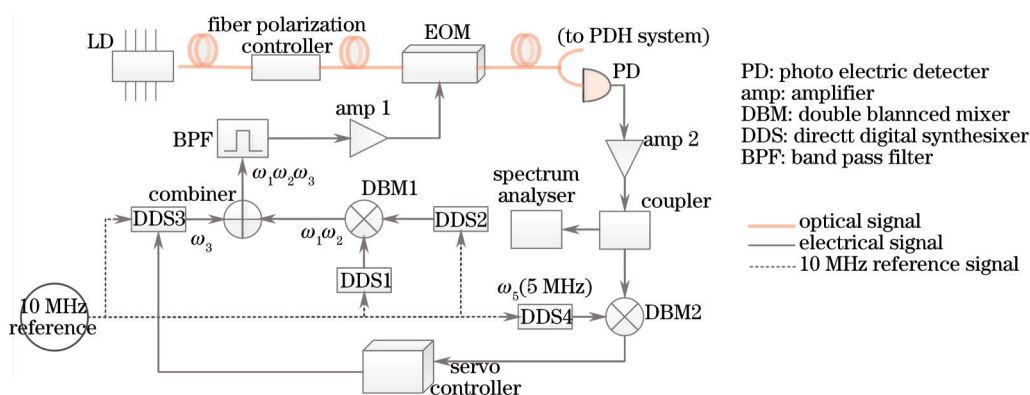 LD
fiber polarization
controller
EOM
(to PDH system)
PD
amp 1
BPF
amp 2
ω₁ω₂ω₃
combiner
DBM1
spectrum
analyser
coupler
DDS3
ω₃
ω₁ω₂
DDS2
DDS1
ω₅(5 MHz)
DDS4
DBM2
10 MHz
reference
servo
controller
PD: photo electric detecter
amp: amplifier
DBM: double blannced mixer
DDS: directt digital synthesixer
BPF: band pass filter
optical signal
electrical signal
10 MHz reference signal